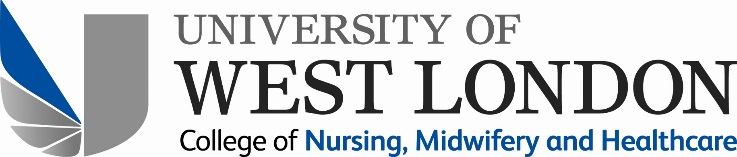 UNIVERSITY OF
WEST LONDON
College of Nursing, Midwifery and Healthcare